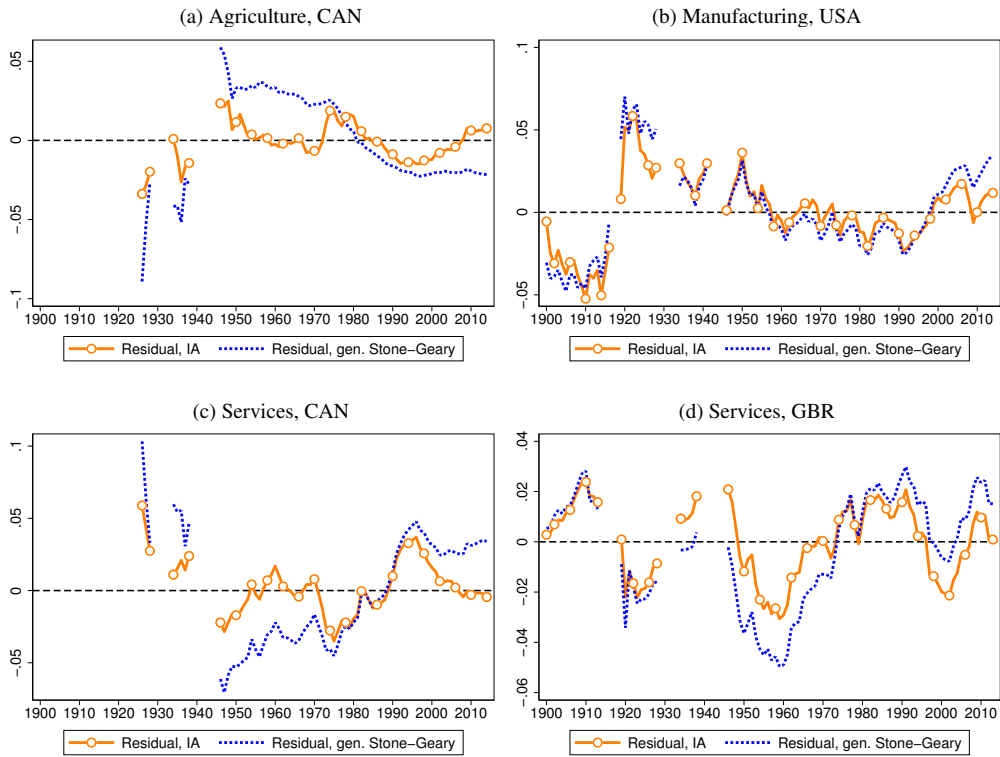 (a) Agriculture, CAN
.05
0
-.05
-.1
1900 1910 1920 1930 1940 1950 1960 1970 1980 1990 2000 2010
Residual, IA Residual, gen. Stone-Geary
(b) Manufacturing, USA
.1
.05
0
-.05
1900 1910 1920 1930 1940 1950 1960 1970 1980 1990 2000 2010
Residual, IA Residual, gen. Stone-Geary
(c) Services, CAN
.1
.05
0
-.05
1900 1910 1920 1930 1940 1950 1960 1970 1980 1990 2000 2010
Residual, IA Residual, gen. Stone-Geary
(d) Services, GBR
.04
.02
0
-.02
-.04
-.06
1900 1910 1920 1930 1940 1950 1960 1970 1980 1990 2000 2010
Residual, IA Residual, gen. Stone-Geary